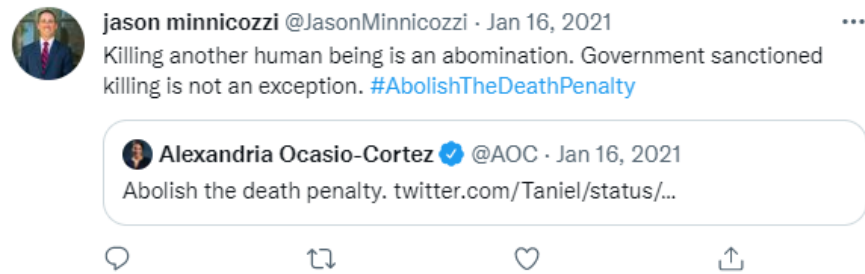 jason minnicozzi @JasonMinnicozzi · Jan 16, 2021
Killing another human being is an abomination. Government sanctioned
killing is not an exception. #AbolishTheDeathPenalty
Alexandria Ocasio-Cortez @AOC · Jan 16, 2021
Abolish the death penalty. twitter.com/Taniel/status/...